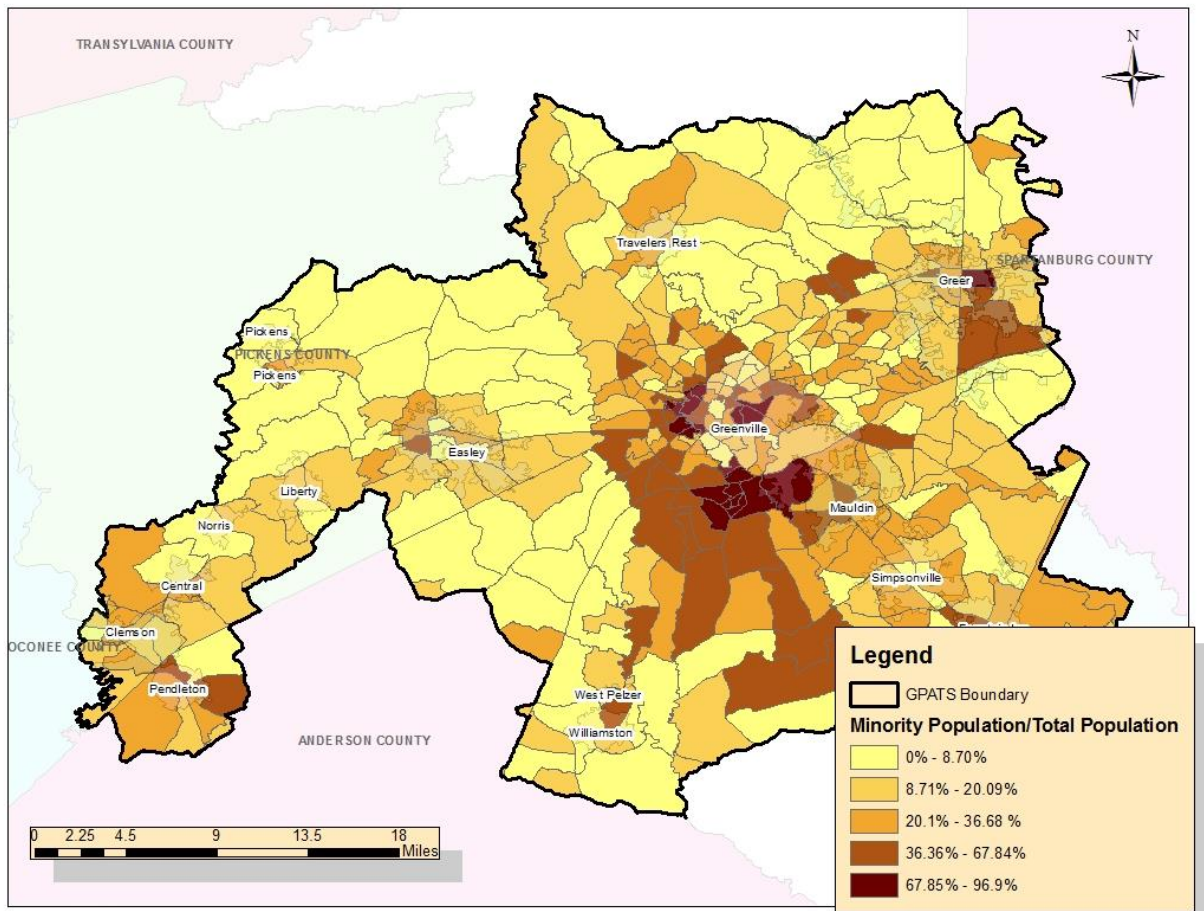 TRANSYLVANIA COUNTY
N
Travelers Rest
SPARTANBURG COUNTY
Greer
Pickens
PICKENS COUNTY
Pickens
Greenville
Easley
Liberty
Mauldin
Norris
Simpsonville
Central
Clemson
OCONEE COUNTY
Pendleton
West Pelzer
Williamston
ANDERSON COUNTY
0 2.25 4.5 9 13.5 18
Miles
Legend
GPATS Boundary
Minority Population/Total Population
0% - 8.70%
8.71% - 20.09%
20.1% - 36.68 %
36.36% - 67.84%
67.85% - 96.9%